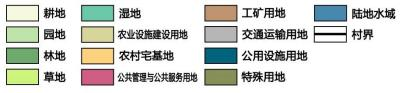 耕地 湿地 工矿用地 陆地水域
园地 农业设施建设用地 交通运输用地 村界
林地 农村宅基地 公用设施用地
草地 公共管理与公共服务用地 特殊用地